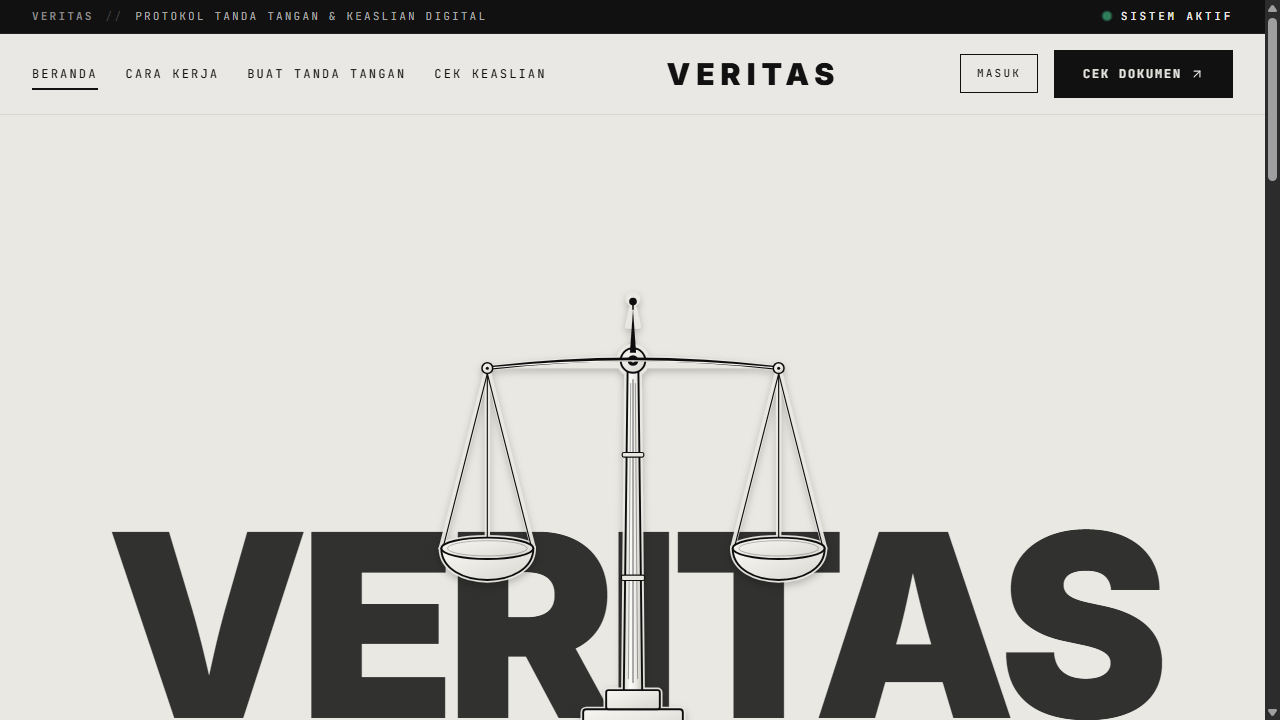 VERITAS // PROTOKOL TANDA TANGAN & KEASLIAN DIGITAL
SISTEM AKTIF
BERANDA CARA KERJA BUAT TANDA TANGAN CEK KEASLIAN
VERITAS
MASUK
CEK DOKUMEN
VERITAS